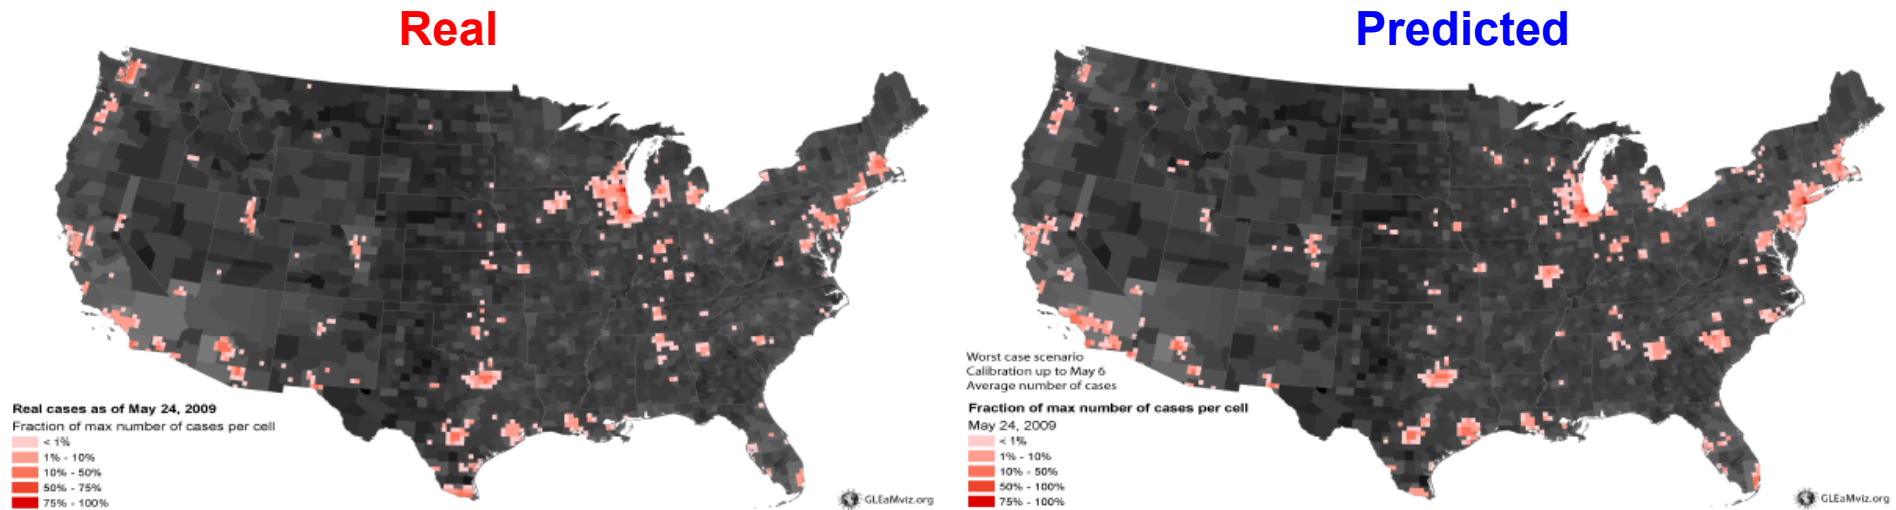 Real
Real cases as of May 24, 2009
Fraction of max number of cases per cell
< 1%
1% - 10%
10% - 50%
50% - 75%
75% - 100%
GLEaMviz.org
Predicted
Worst case scenario
Calibration up to May 6
Average number of cases
Fraction of max number of cases per cell
May 24, 2009
< 1%
1% - 10%
10% - 50%
50% - 100%
75% - 100%
GLEaMviz.org